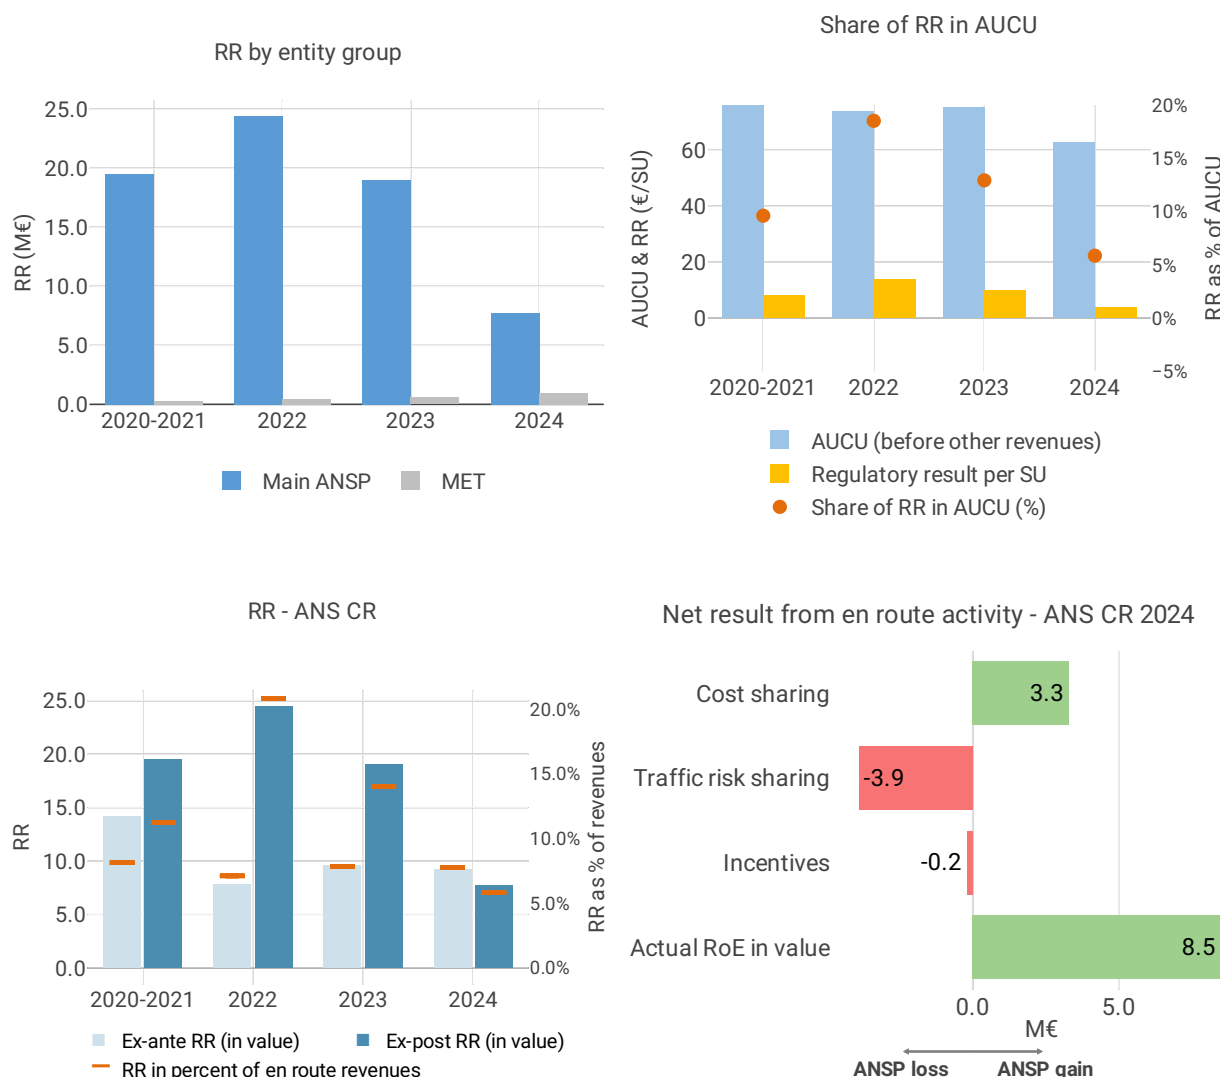 RR by entity group
RR (M€)
25.0
20.0
15.0
10.0
5.0
0.0
2020-2021
2022
2023
2024
Main ANSP
MET
Share of RR in AUCU
AUCU & RR (€/SU)
60
40
20
0
20%
15%
10%
5%
0%
−5%
RR as % of AUCU
2020-2021
2022
2023
2024
AUCU (before other revenues)
Regulatory result per SU
Share of RR in AUCU (%)
RR - ANS CR
RR
25.0
20.0
15.0
10.0
5.0
0.0
20.0%
15.0%
10.0%
5.0%
0.0%
RR as % of revenues
2020-2021
2022
2023
2024
Ex-ante RR (in value)
Ex-post RR (in value)
RR in percent of en route revenues
Net result from en route activity - ANS CR 2024
Cost sharing
3.3
Traffic risk sharing
-3.9
Incentives
-0.2
Actual RoE in value
8.5
0.0
5.0
M€
ANSP loss
ANSP gain